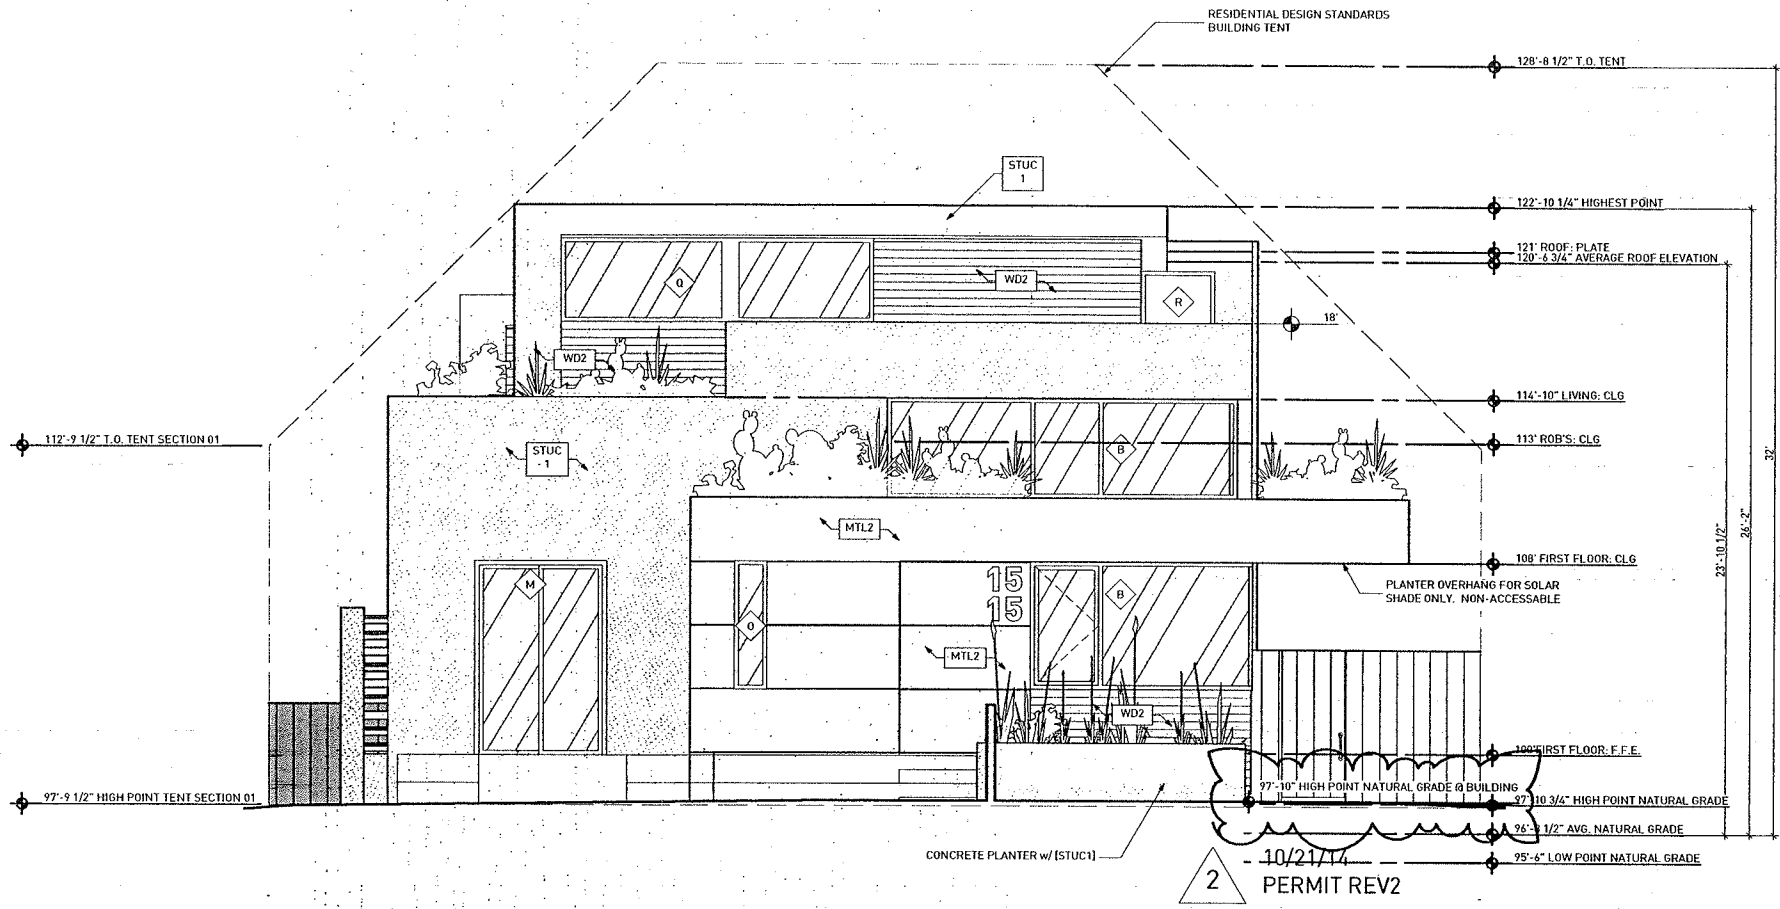 RESIDENTIAL DESIGN STANDARDS
BUILDING TENT
128'-8 1/2" T.O. TENT
STUC
1
122'-10 1/4" HIGHEST POINT
121' ROOF: PLATE
120'-6 3/4" AVERAGE ROOF ELEVATION
Q
WD2
R
18'
WD2
114'-10" LIVING: CLG
112'-9 1/2" T.O. TENT SECTION 01
113' ROB'S: CLG
STUC
1
B
32'
26'-2"
23'-10 1/2"
MTL2
108' FIRST FLOOR: CLG
M
15
15
B
PLANTER OVERHANG FOR SOLAR
SHADE ONLY. NON-ACCESSABLE
O
MTL2
WD2
100' FIRST FLOOR: F.F.E.
97'-10" HIGH POINT NATURAL GRADE @ BUILDING
97'-9 1/2" HIGH POINT TENT SECTION 01
97'-10 3/4" HIGH POINT NATURAL GRADE
1/2" AVG. NATURAL GRADE
CONCRETE PLANTER w/ [STUC1]
95'-6" LOW POINT NATURAL GRADE
2
10/21/14
PERMIT REV2